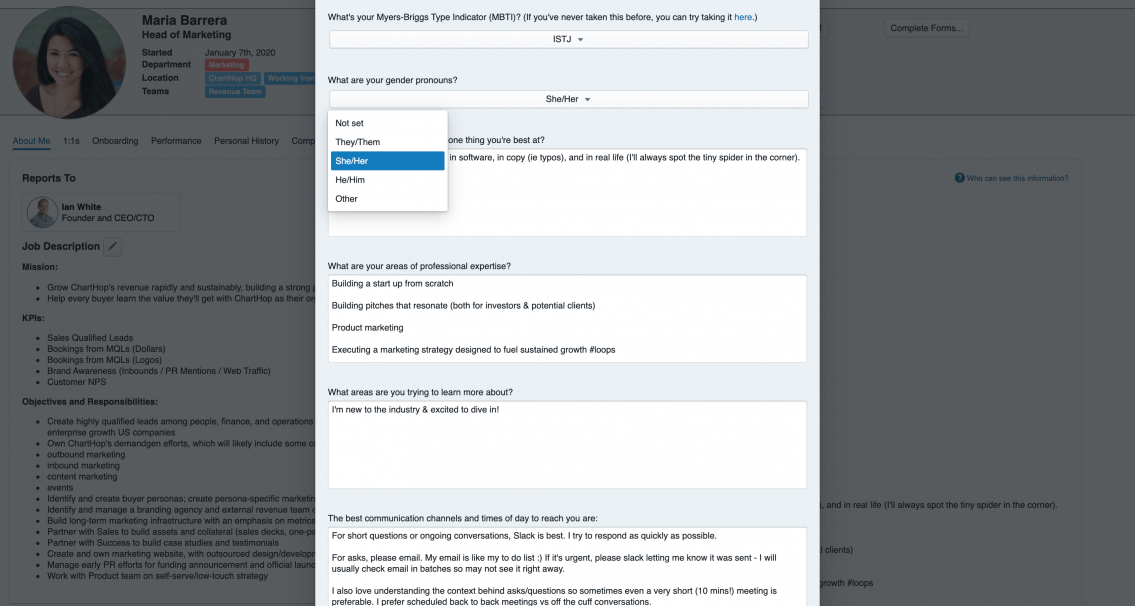 Maria Barrera
Head of Marketing
Started January 7th, 2020
Department Marketing
Location ChartHop HQ Working from
Teams Revenue Team
Complete Forms...
About Me 1:1s Onboarding Performance Personal History Comp
Reports To
Ian White
Founder and CEO/CTO
Job Description
Mission:
Grow ChartHop's revenue rapidly and sustainably, building a strong
Help every buyer learn the value they'll get with ChartHop as their
KPIs:
Sales Qualified Leads
Bookings from MQLs (Dollars)
Bookings from MQLs (Logos)
Brand Awareness (Inbounds / PR Mentions / Web Traffic)
Customer NPS
Objectives and Responsibilities:
Create highly qualified leads among people, finance, and operations
enterprise growth US companies
Own ChartHop's demandgen efforts, which will likely include some
outbound marketing
inbound marketing
content marketing
events
Identify and create buyer personas; create persona-specific
Identify and manage a branding agency and external revenue team
Build long-term marketing infrastructure with an emphasis on metrics
Partner with Sales to build assets and collateral (sales decks,
Partner with Success to build case studies and testimonials
Create and own marketing website, with outsourced
Manage early PR efforts for funding announcement and official
Work with Product team on self-serve/low-touch strategy
What's your Myers-Briggs Type Indicator (MBTI)? (If you've never taken this before, you can try taking it here.)
ISTJ
What are your gender pronouns?
She/Her
Not set
They/Them
She/Her
He/Him
Other
one thing you're best at?
in software, in copy (ie typos), and in real life (I'll always spot the tiny spider in the corner).
What are your areas of professional expertise?
Building a start up from scratch
Building pitches that resonate (both for investors & potential clients)
Product marketing
Executing a marketing strategy designed to fuel sustained growth #loops
What areas are you trying to learn more about?
I'm new to the industry & excited to dive in!
The best communication channels and times of day to reach you are:
For short questions or ongoing conversations, Slack is best. I try to respond as quickly as possible.
For asks, please email. My email is like my to do list :) If it's urgent, please slack letting me know it was sent - I will
usually check email in batches so may not see it right away.
I also love understanding the context behind asks/questions so sometimes even a very short (10 mins!) meeting is
preferable. I prefer scheduled back to back meetings vs off the cuff conversations.
Who can see this information?
, and in real life (I'll always spot the tiny spider in the corner).
l clients)
growth #loops